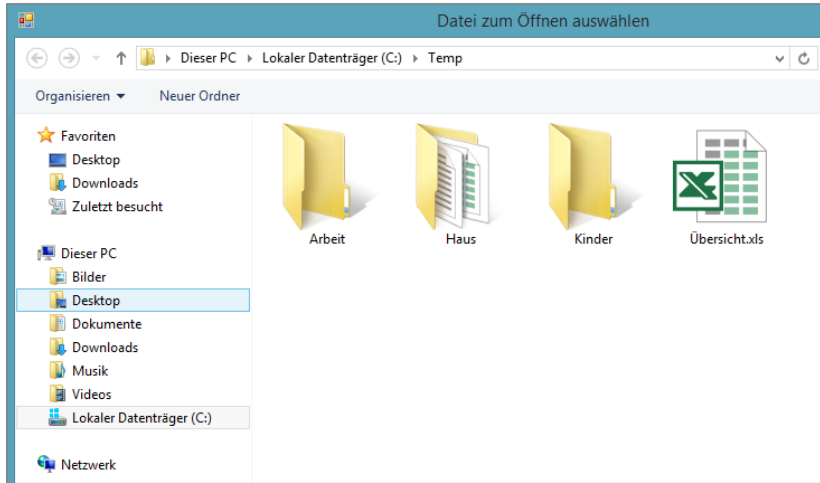 Datei zum Öffnen auswählen
Dieser PC Lokaler Datenträger (C:) Temp
Organisieren Neuer Ordner
Favoriten
Desktop
Downloads
Zuletzt besucht
Dieser PC
Bilder
Desktop
Dokumente
Downloads
Musik
Videos
Lokaler Datenträger (C:)
Netzwerk
Arbeit Haus Kinder Übersicht.xls